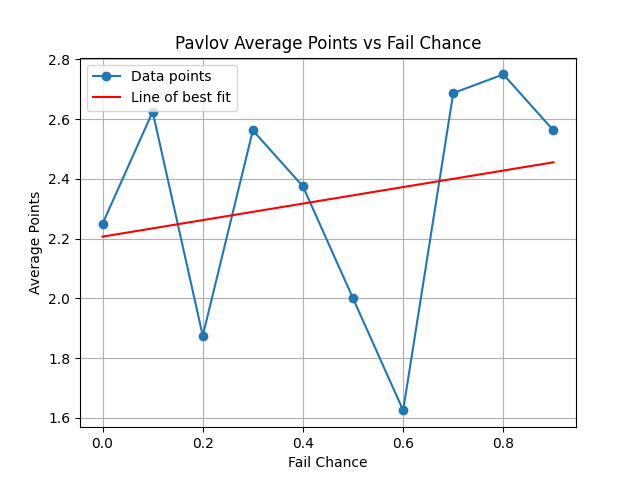 Pavlov Average Points vs Fail Chance
Data points
Line of best fit
2.8
2.6
2.4
2.2
2.0
1.8
1.6
Average Points
0.0 0.2 0.4 0.6 0.8
Fail Chance